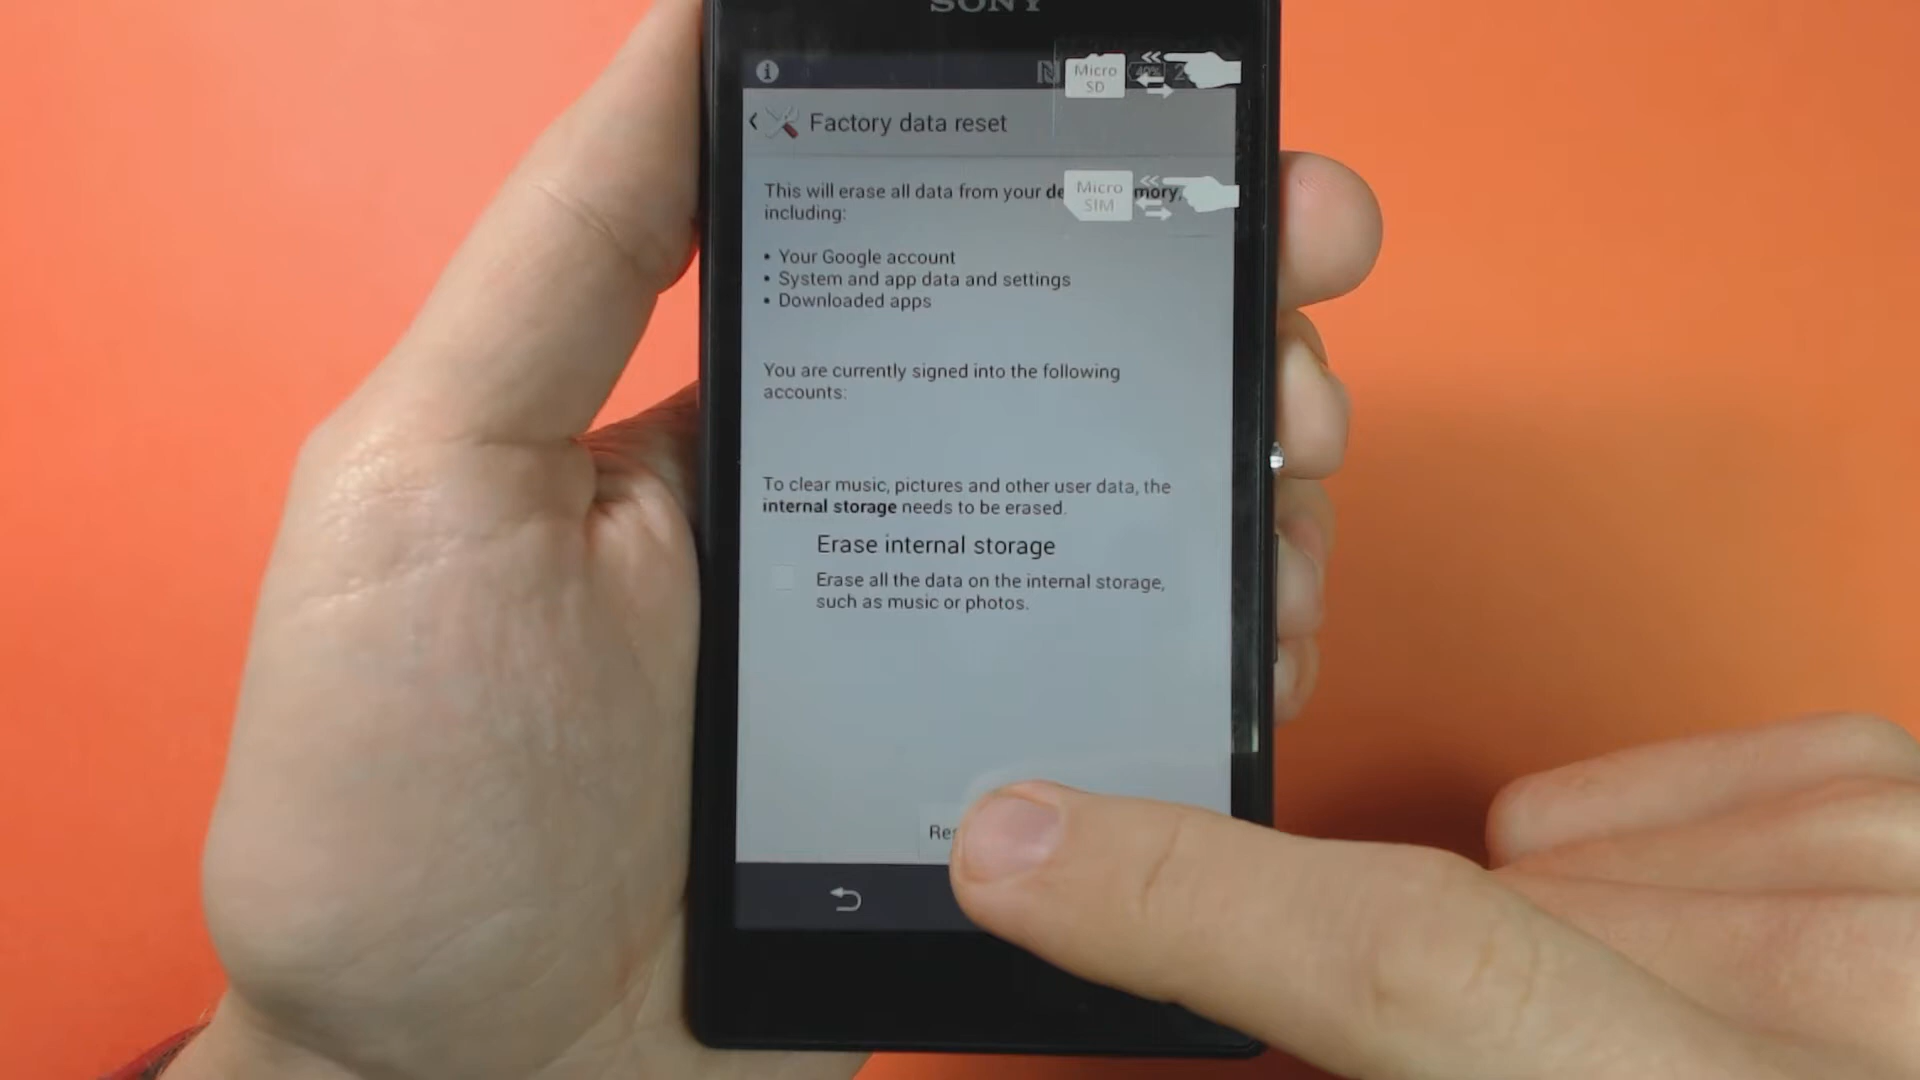 SONY
Micro
SD
Factory data reset
This will erase all data from your
including:
Micro
SIM
• Your Google account
• System and app data and settings
• Downloaded apps
You are currently signed into the following
accounts:
To clear music, pictures and other user data, the
internal storage needs to be erased.
Erase internal storage
Erase all the data on the internal storage,
such as music or photos.